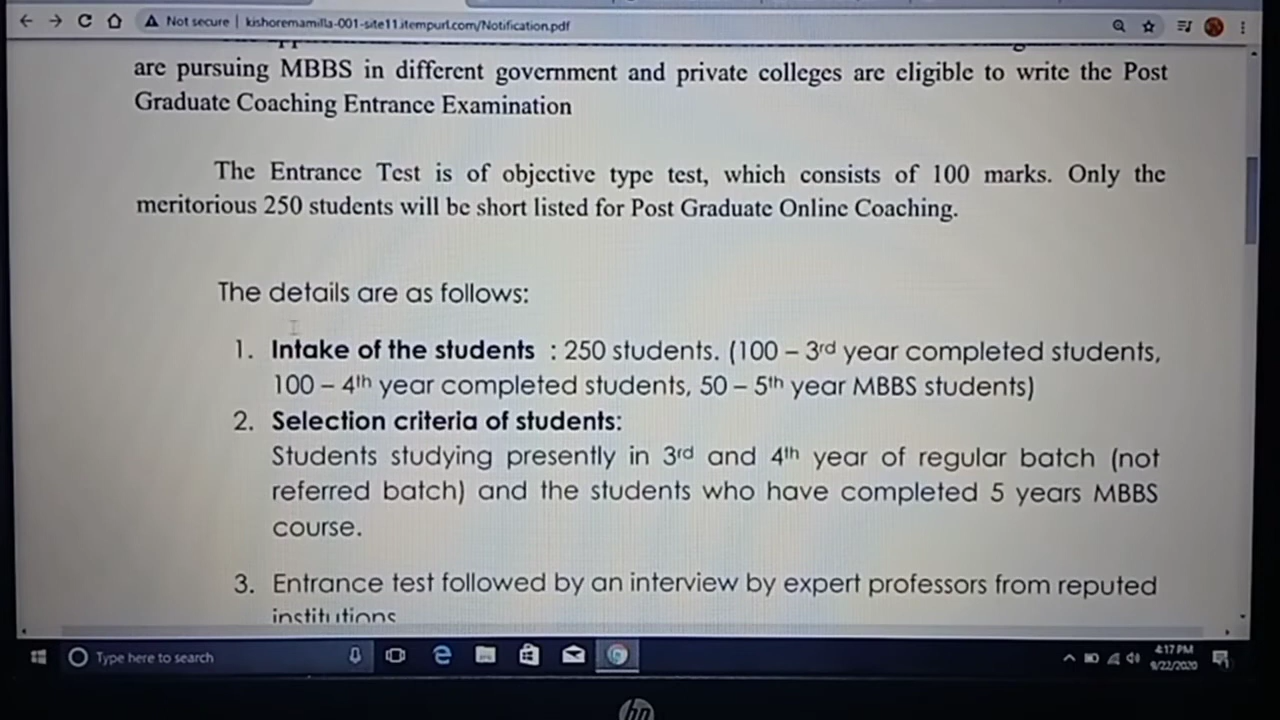 Not secure | kishoremamilla-001-site11.itempurl.com/Notification.pdf
are pursuing MBBS in different government and private colleges are eligible to write the Post
Graduate Coaching Entrance Examination
The Entrance Test is of objective type test, which consists of 100 marks. Only the
meritorious 250 students will be short listed for Post Graduate Online Coaching.
The details are as follows:
1. Intake of the students : 250 students. (100 – 3rd year completed students,
100 – 4th year completed students, 50 – 5th year MBBS students)
2. Selection criteria of students:
Students studying presently in 3rd and 4th year of regular batch (not
referred batch) and the students who have completed 5 years MBBS
course.
3. Entrance test followed by an interview by expert professors from reputed
institutions
Type here to search
4:17 PM
9/22/2020
hp